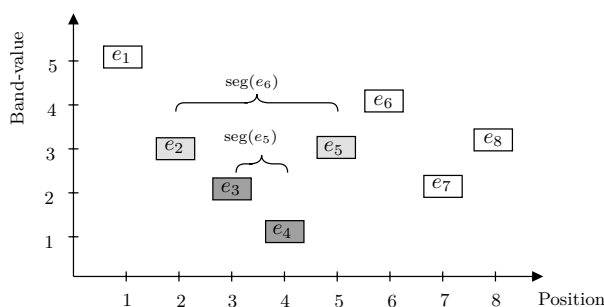 Band-value
5
4
3
2
1
e1
seg(e6)
e6
e2
seg(e5)
e5
e8
e3
e7
e4
1 2 3 4 5 6 7 8 Position